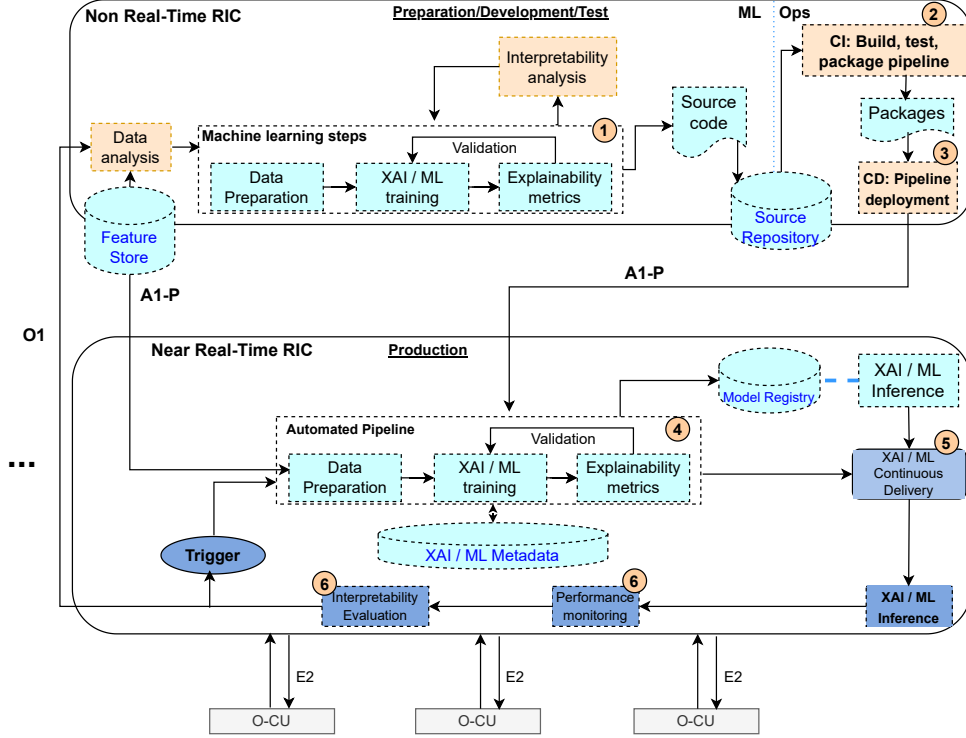 Non Real-Time RIC
Preparation/Development/Test
ML
Ops
2
CI: Build, test,
package pipeline
Interpretability
analysis
Source
code
Packages
Data
analysis
Machine learning steps
1
Validation
3
Data
Preparation
XAI / ML
training
Explainability
metrics
CD: Pipeline
deployment
Feature
Store
Source
Repository
A1-P
A1-P
O1
Near Real-Time RIC
Production
Model Registry
XAI / ML
Inference
Automated Pipeline
4
Validation
5
Data
Preparation
XAI / ML
training
Explainability
metrics
XAI / ML
Continuous
Delivery
...
XAI / ML Metadata
Trigger
6
Interpretability
Evaluation
6
Performance
monitoring
XAI / ML
Inference
E2
E2
E2
O-CU
O-CU
O-CU